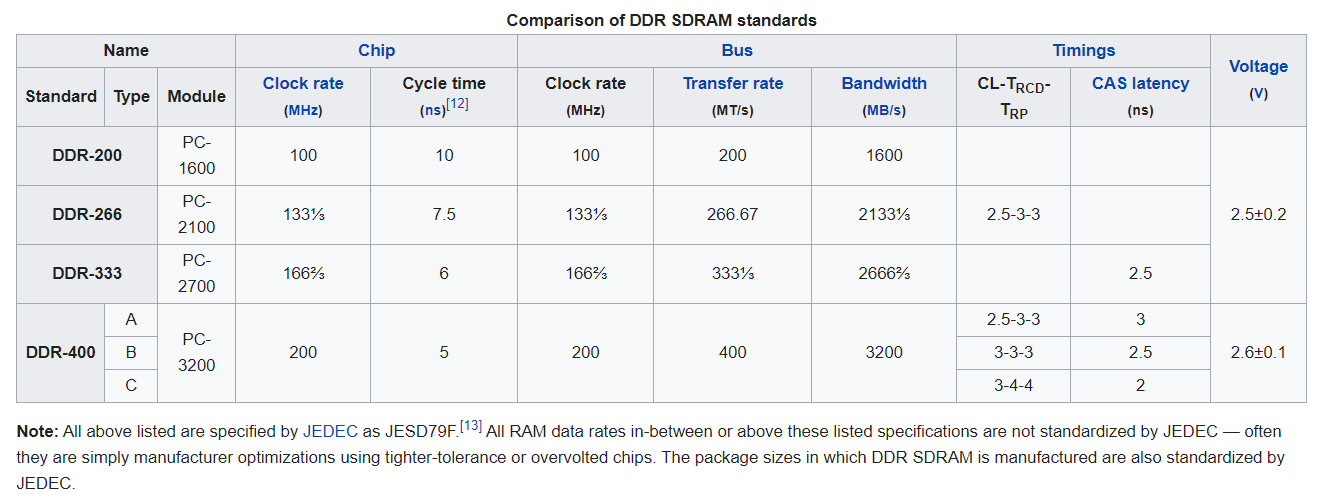 Comparison of DDR SDRAM standards
Name Chip Bus Timings Voltage (V)
Standard Type Module Clock rate (MHz) Cycle time (ns)[12] Clock rate (MHz) Transfer rate (MT/s) Bandwidth (MB/s) CL-TRCD-TRP CAS latency (ns)
DDR-200 PC-1600 100 10 100 200 1600 2.5±0.2
DDR-266 PC-2100 133⅓ 7.5 133⅓ 266.67 2133⅓ 2.5-3-3
DDR-333 PC-2700 166⅔ 6 166⅔ 333⅓ 2666⅔ 2.5
DDR-400 A PC-3200 200 5 200 400 3200 2.5-3-3 3 2.6±0.1
B 3-3-3 2.5
C 3-4-4 2
Note: All above listed are specified by JEDEC as JESD79F.[13] All RAM data rates in-between or above these listed specifications are not standardized by JEDEC — often
they are simply manufacturer optimizations using tighter-tolerance or overvolted chips. The package sizes in which DDR SDRAM is manufactured are also standardized by
JEDEC.